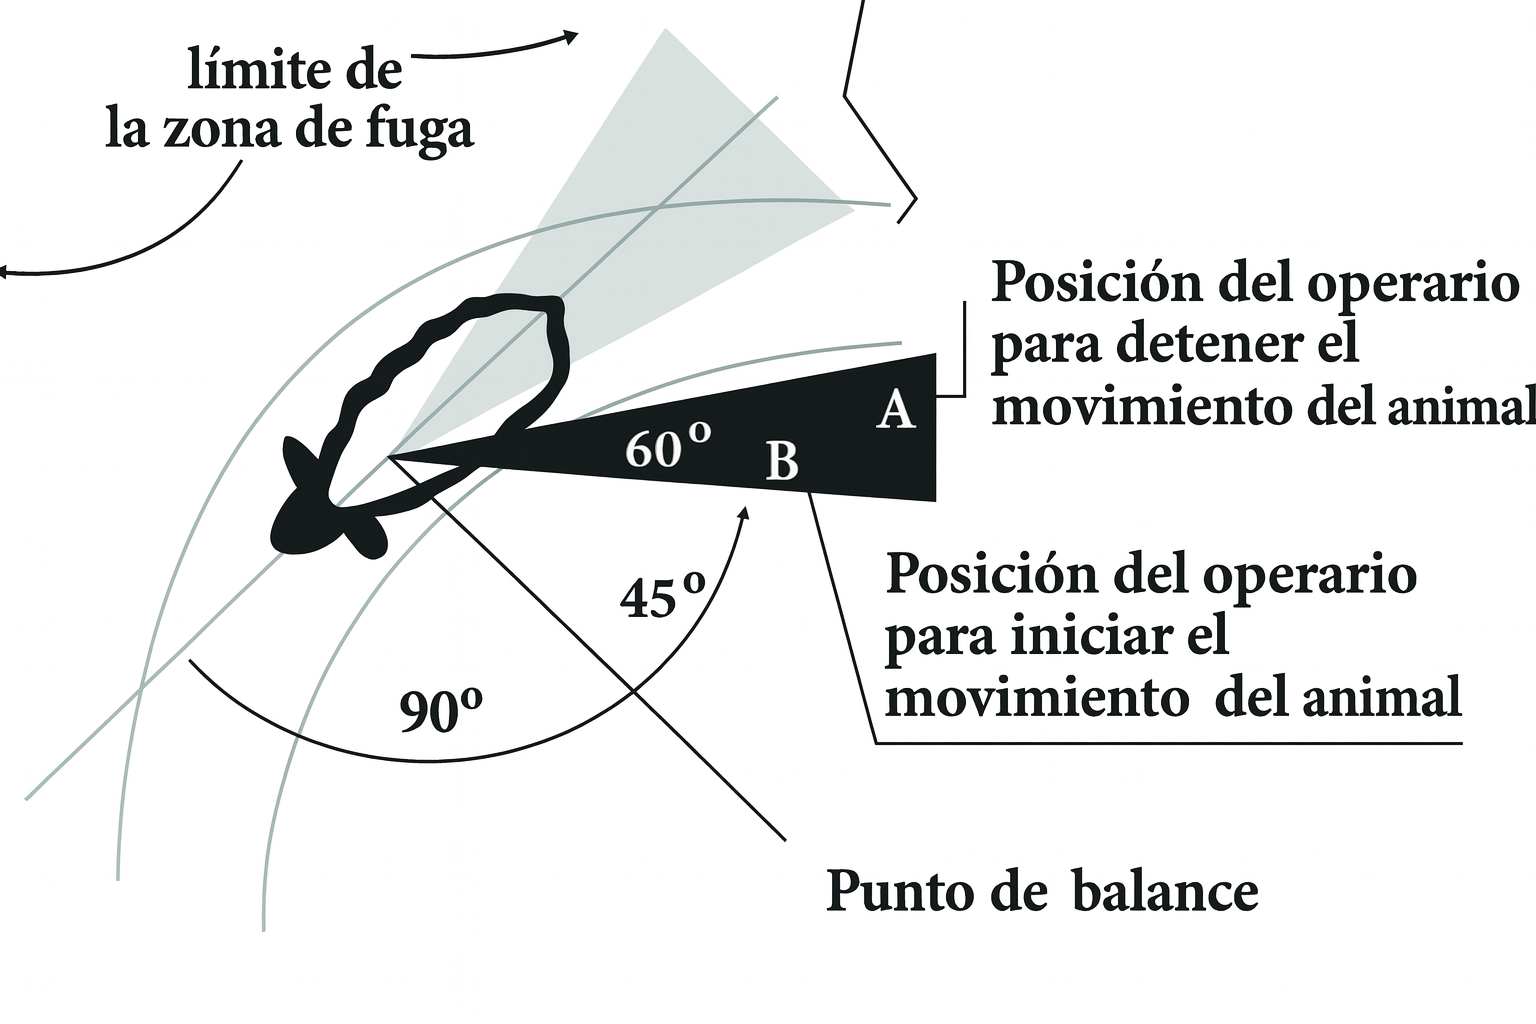 límite de
la zona de fuga
Posición del operario
para detener el
movimiento del animal
A
60º
B
45º
Posición del operario
para iniciar el
movimiento del animal
90º
Punto de balance